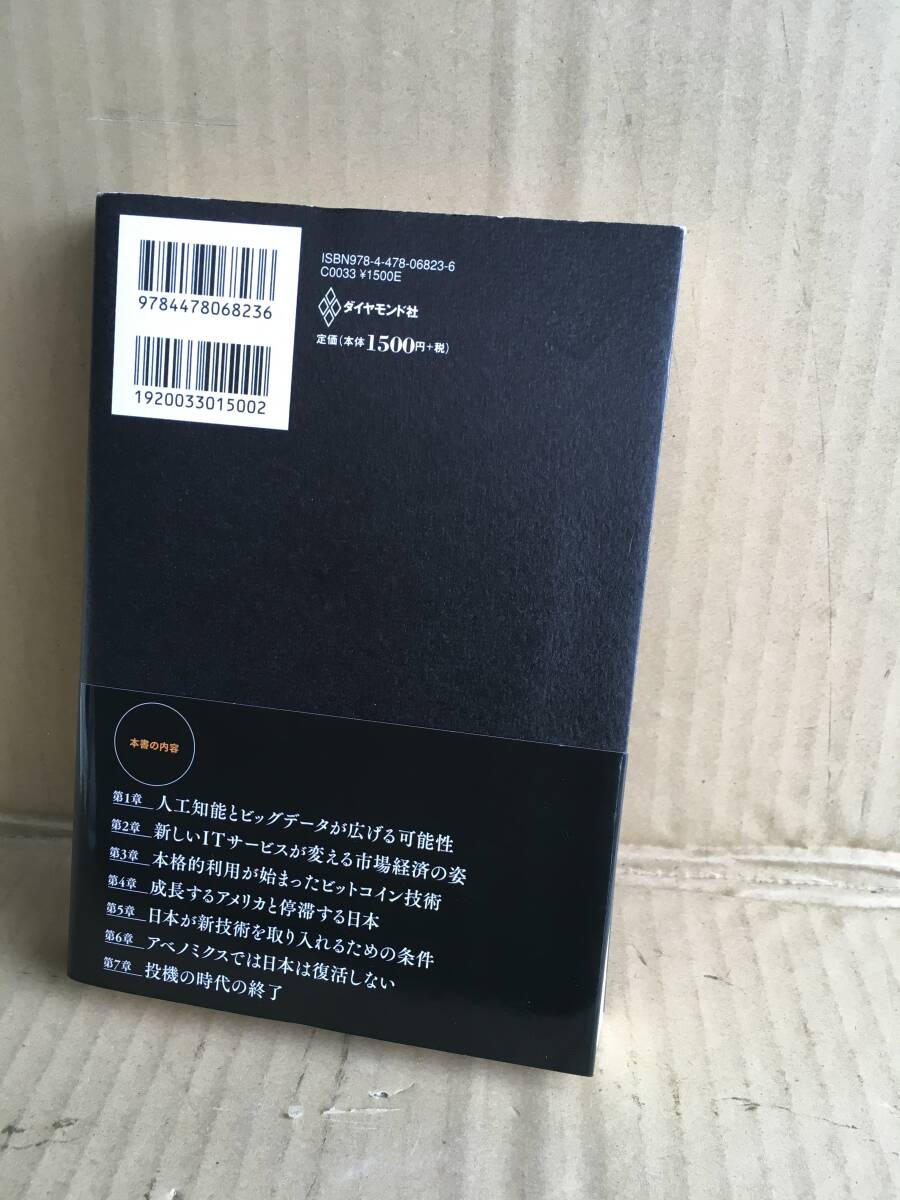 9784478068236
1920033015002
ISBN978-4-478-06823-6
C0033 ¥1500E
ダイヤモンド社
定価(本体1500円+税)
本書の内容
第1章 人工知能とビッグデータが広げる可能性
第2章 新しいITサービスが変える市場経済の姿
第3章 本格的利用が始まったビットコイン技術
第4章 成長するアメリカと停滞する日本
第5章 日本が新技術を取り入れるための条件
第6章 アベノミクスでは日本は復活しない
第7章 投機の時代の終了